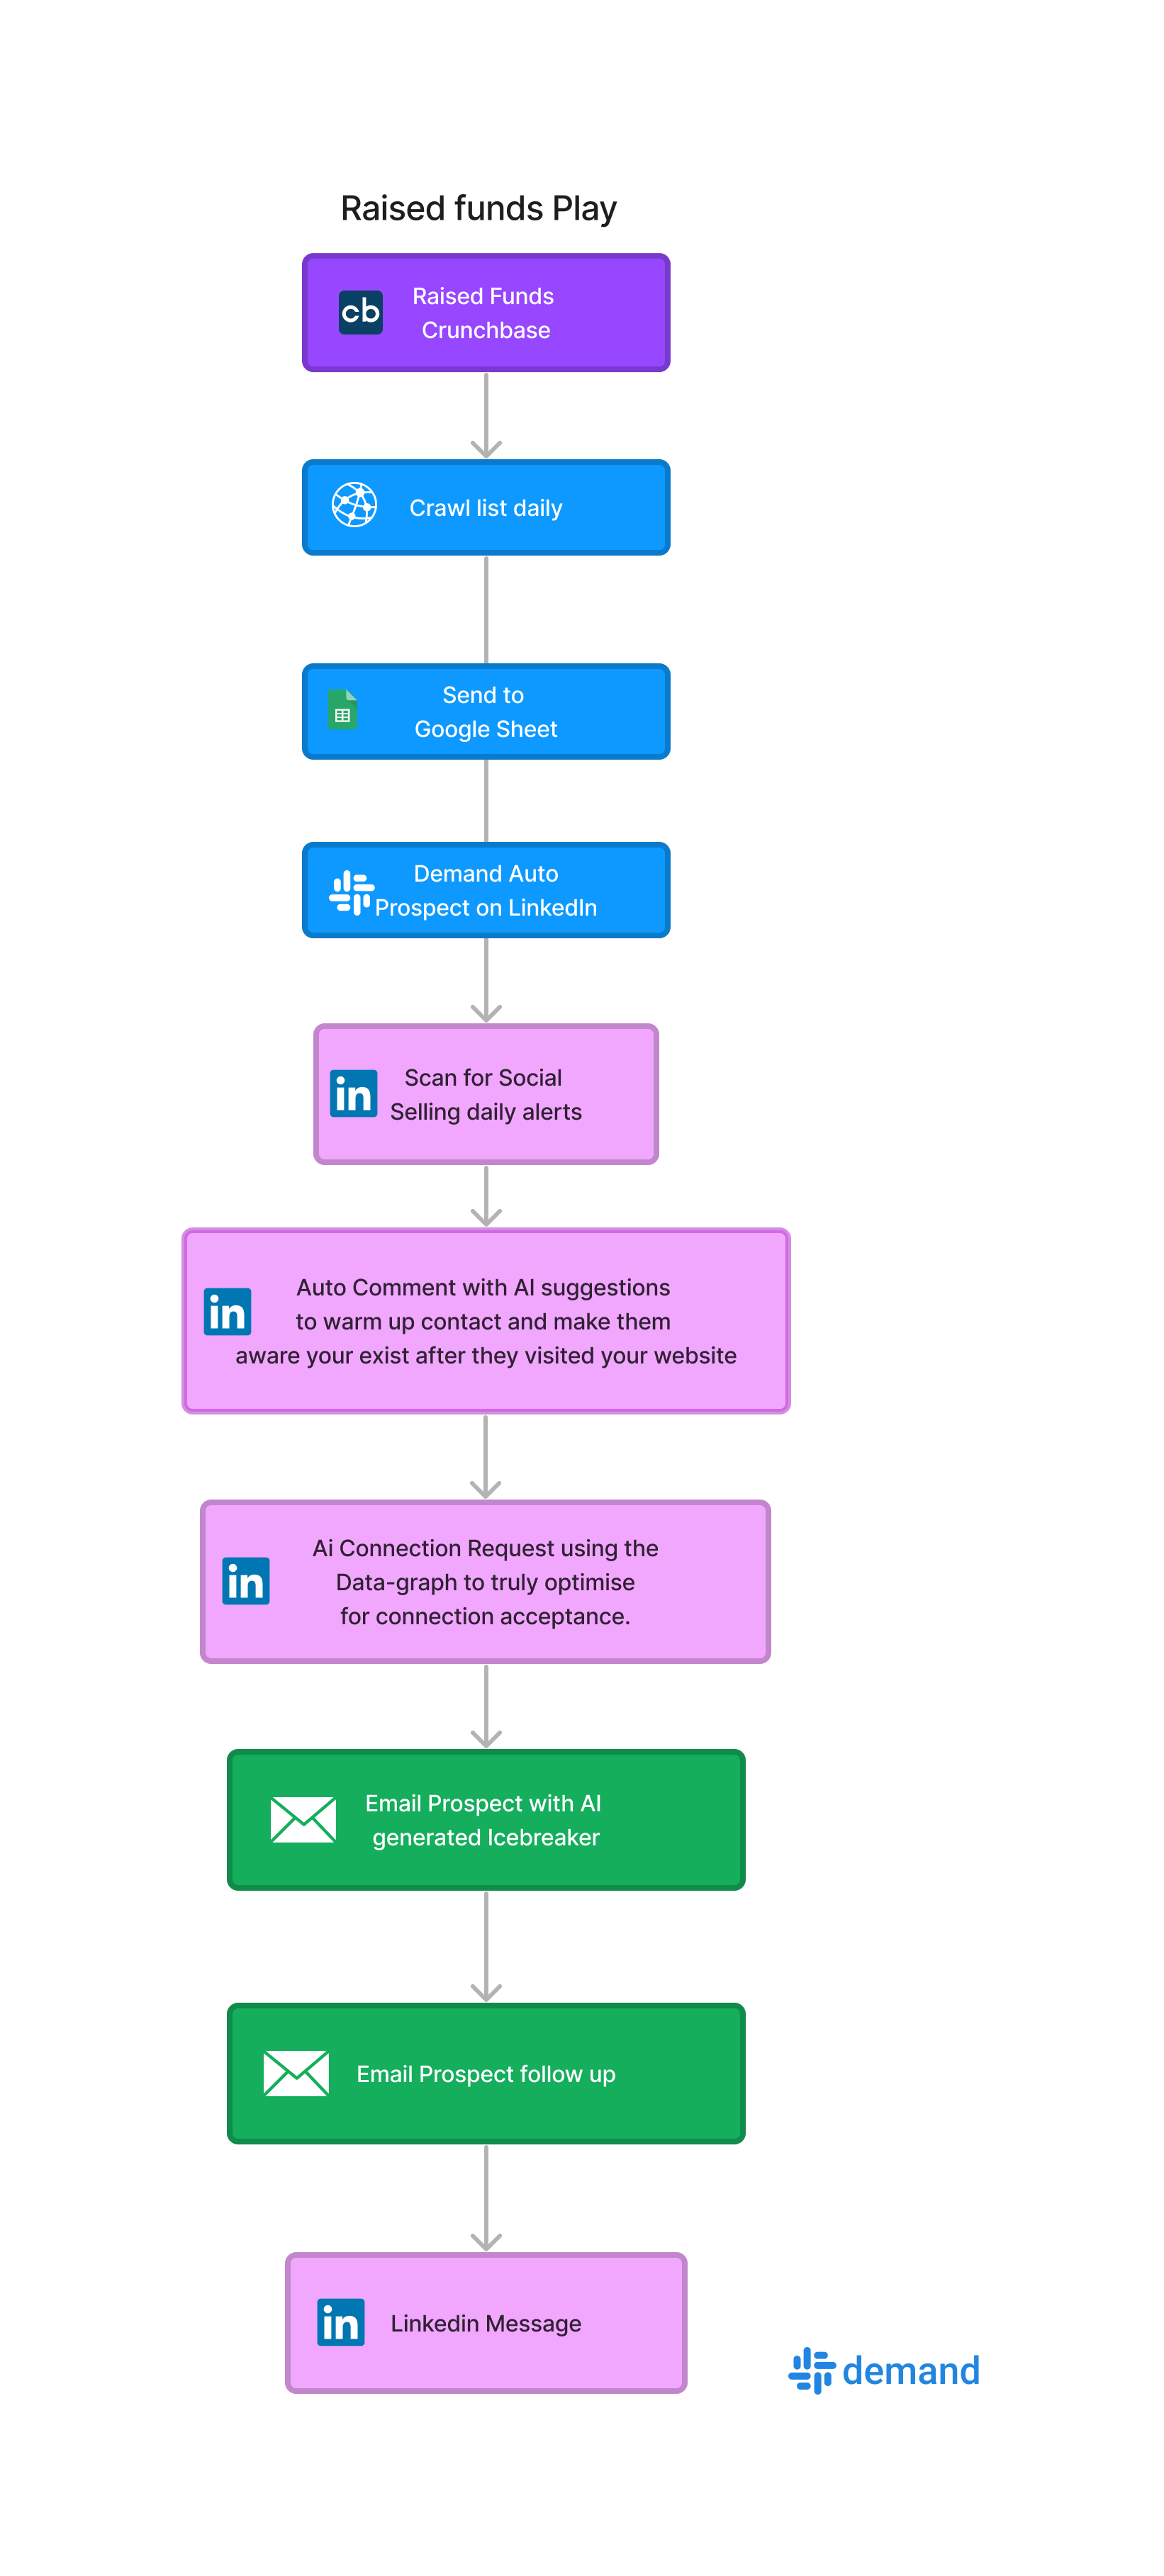 Raised funds Play
cb
Raised Funds
Crunchbase
Crawl list daily
Send to
Google Sheet
Demand Auto
Prospect on LinkedIn
in
Scan for Social
Selling daily alerts
in
Auto Comment with AI suggestions
to warm up contact and make them
aware your exist after they visited your website
in
Ai Connection Request using the
Data-graph to truly optimise
for connection acceptance.
Email Prospect with AI
generated Icebreaker
Email Prospect follow up
in
Linkedin Message
demand